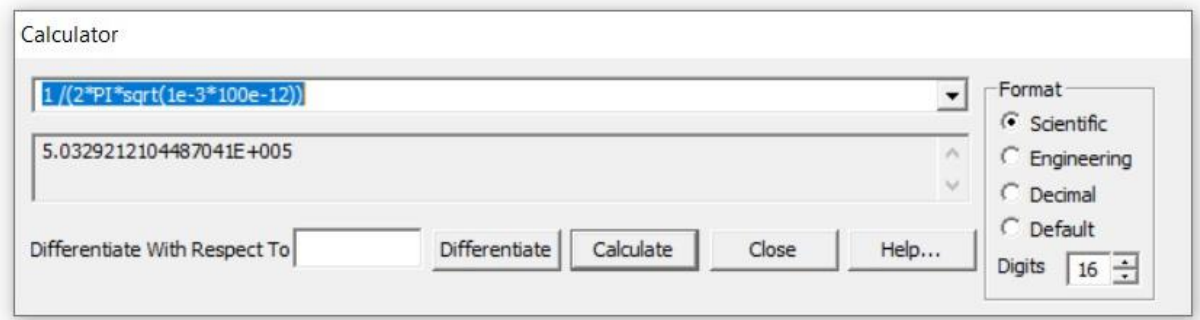 Calculator
1 /(2*PI*sqrt(1e-3*100e-12))
5.0329212104487041E+005
Differentiate With Respect To Differentiate Calculate Close Help...
Format
Scientific
Engineering
Decimal
Default
Digits 16